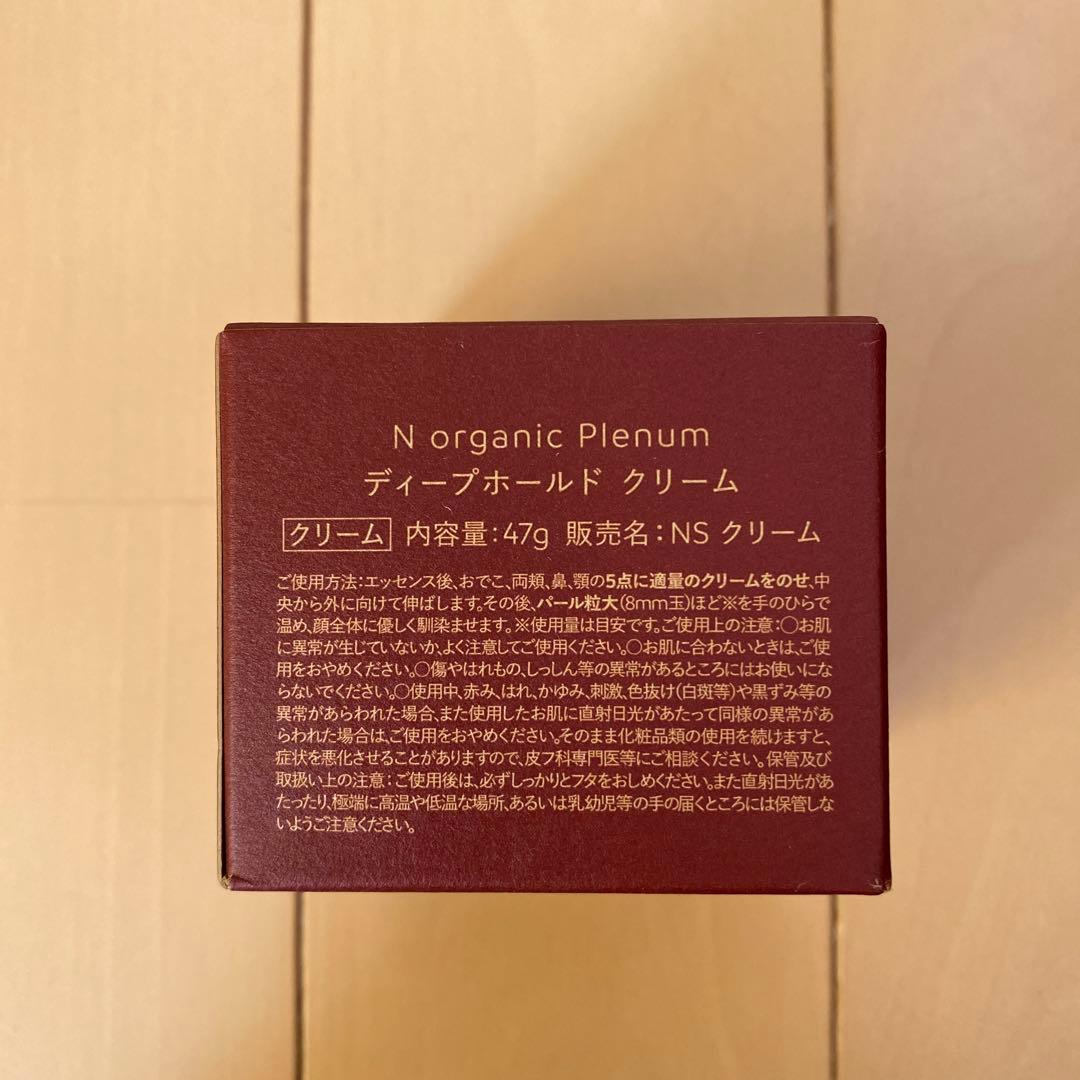 N organic Plenum
ディープホールド クリーム
クリーム 内容量:47g 販売名:NS クリーム
ご使用方法:エッセンス後、おでこ、両頬、鼻、顎の5点に適量のクリームをのせ、中
央から外に向けて伸ばします。その後、パール粒大(8mm玉)ほど※を手のひらで
温め、顔全体に優しく馴染ませます。※使用量は目安です。ご使用上の注意:○お肌
に異常が生じていないか、よく注意してご使用ください。○お肌に合わないときは、ご使
用をおやめください。○傷やはれもの、しっしん等の異常があるところにはお使いにな
らないでください。○使用中、赤み、はれ、かゆみ、刺激、色抜け(白斑等)や黒ずみ等の
異常があらわれた場合、また使用したお肌に直射日光があたって同様の異常があ
らわれた場合は、ご使用をおやめください。そのまま化粧品類の使用を続けますと、
症状を悪化させることがありますので、皮フ科専門医等にご相談ください。保管及び
取扱い上の注意:ご使用後は、必ずしっかりとフタをおしめください。また直射日光があ
たったり、極端に高温や低温な場所、あるいは乳幼児等の手の届くところには保管しな
いようご注意ください。